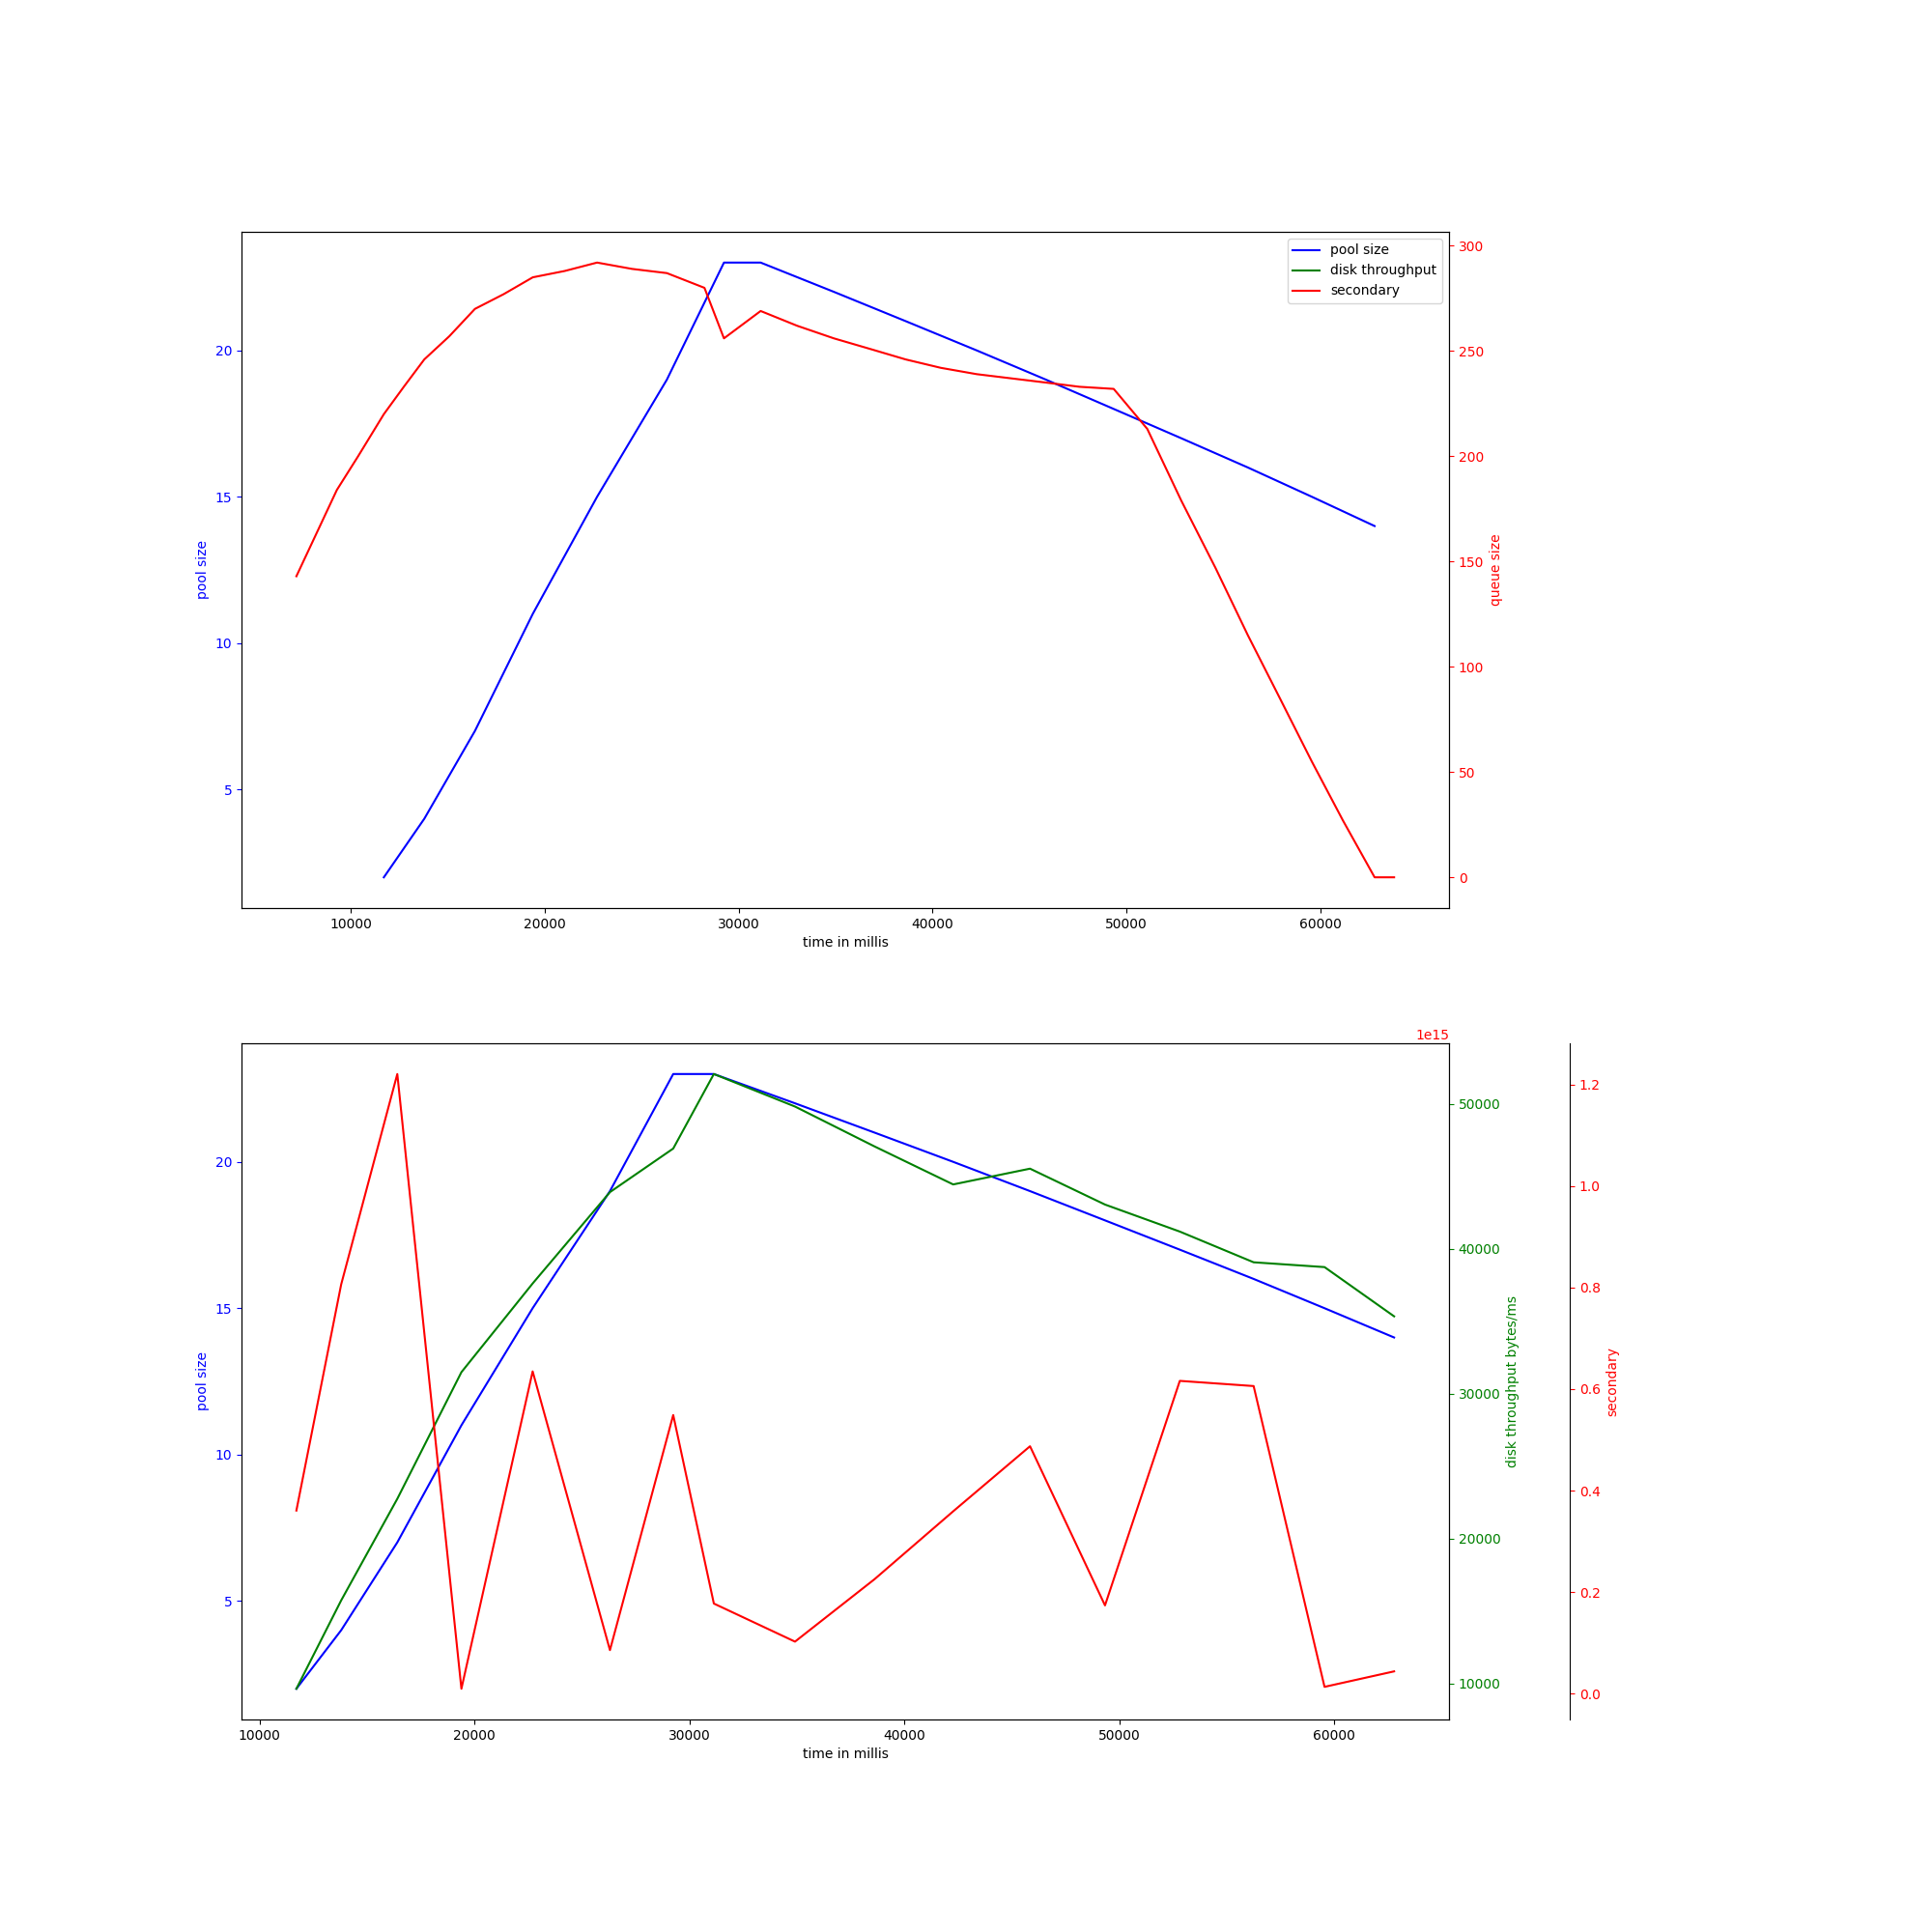 pool size
disk throughput
secondary
300
250
200
150
100
50
0
20
15
10
5
pool size
queue size
10000 20000 30000 40000 50000 60000
time in millis
1e15
20
15
10
5
pool size
50000
40000
30000
20000
10000
disk throughput bytes/ms
1.2
1.0
0.8
0.6
0.4
0.2
0.0
secondary
10000 20000 30000 40000 50000 60000
time in millis